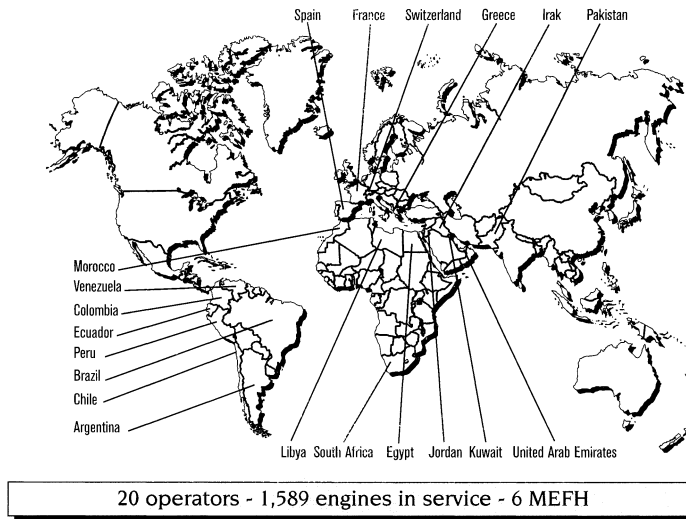 Spain France Switzerland Greece Irak Pakistan
Morocco
Venezuela
Colombia
Ecuador
Peru
Brazil
Chile
Argentina
Libya South Africa Egypt Jordan Kuwait United Arab Emirates
20 operators - 1,589 engines in service - 6 MEFH